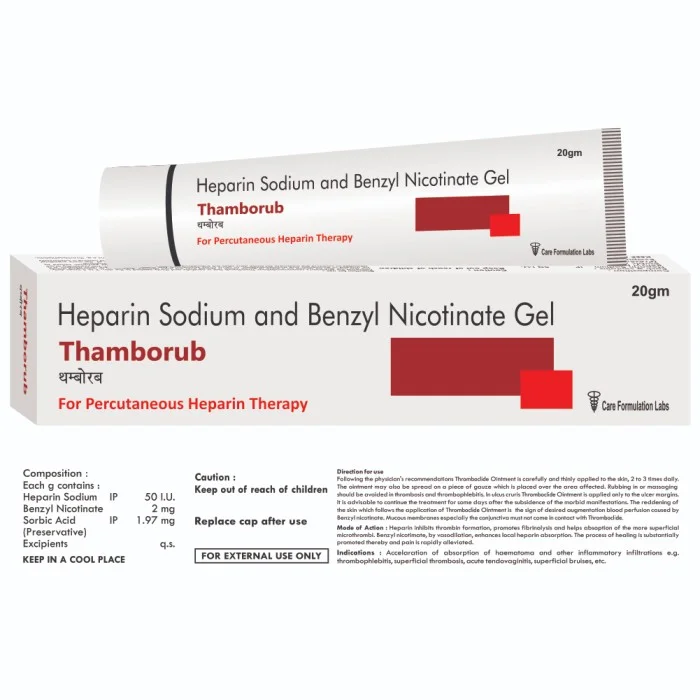 20gm
Heparin Sodium and Benzyl Nicotinate Gel
Thamborub
थम्बोरब
For Percutaneous Heparin Therapy
Care Formulation Labs
20gm
Heparin Sodium and Benzyl Nicotinate Gel
Thamborub
थम्बोरब
For Percutaneous Heparin Therapy
Care Formulation Labs
Thamborub
थम्बोरब
Composition :
Each g contains :
Heparin Sodium IP 50 I.U.
Benzyl Nicotinate 2 mg
Sorbic Acid IP 1.97 mg
(Preservative)
Excipients q.s.
KEEP IN A COOL PLACE
Caution :
Keep out of reach of children
Replace cap after use
FOR EXTERNAL USE ONLY
Direction for use
Following the physician's recommendations Thrombacide Ointment is carefully and thinly applied to the skin, 2 to 3 times daily.
The ointment may also be spread on a piece of gauze which is placed over the area affected. Rubbing in or massaging
should be avoided in thrombosis and thrombophlebitis. In ulcus cruris Thrombacide Ointment is applied only to the ulcer margins.
It is advisable to continue the treatment for some days after the subsidence of the morbid manifestations. The reddening of
the skin which follows the application of Thrombacide Ointment is the sign of desired augmentation blood perfusion caused by
Benzyl nicotinate. Mucous membranes especially the conjunctiva must not come in contact with Thrombacide.
Mode of Action : Heparin inhibits thrombin formation, promotes fibrinalysis and helps absorption of the more superficial
microthrombi. Benzyl nicotinate, by vasodilation, enhances local heparin absorption. The process of healing is substantially
promoted thereby and pain is rapidly alleviated.
Indications : Acceloration of absorption of haematoma and other inflammatory infiltrations e.g.
thrombophlebitis, superficial thrombosis, acute tendovaginitis, superficial bruises, etc.